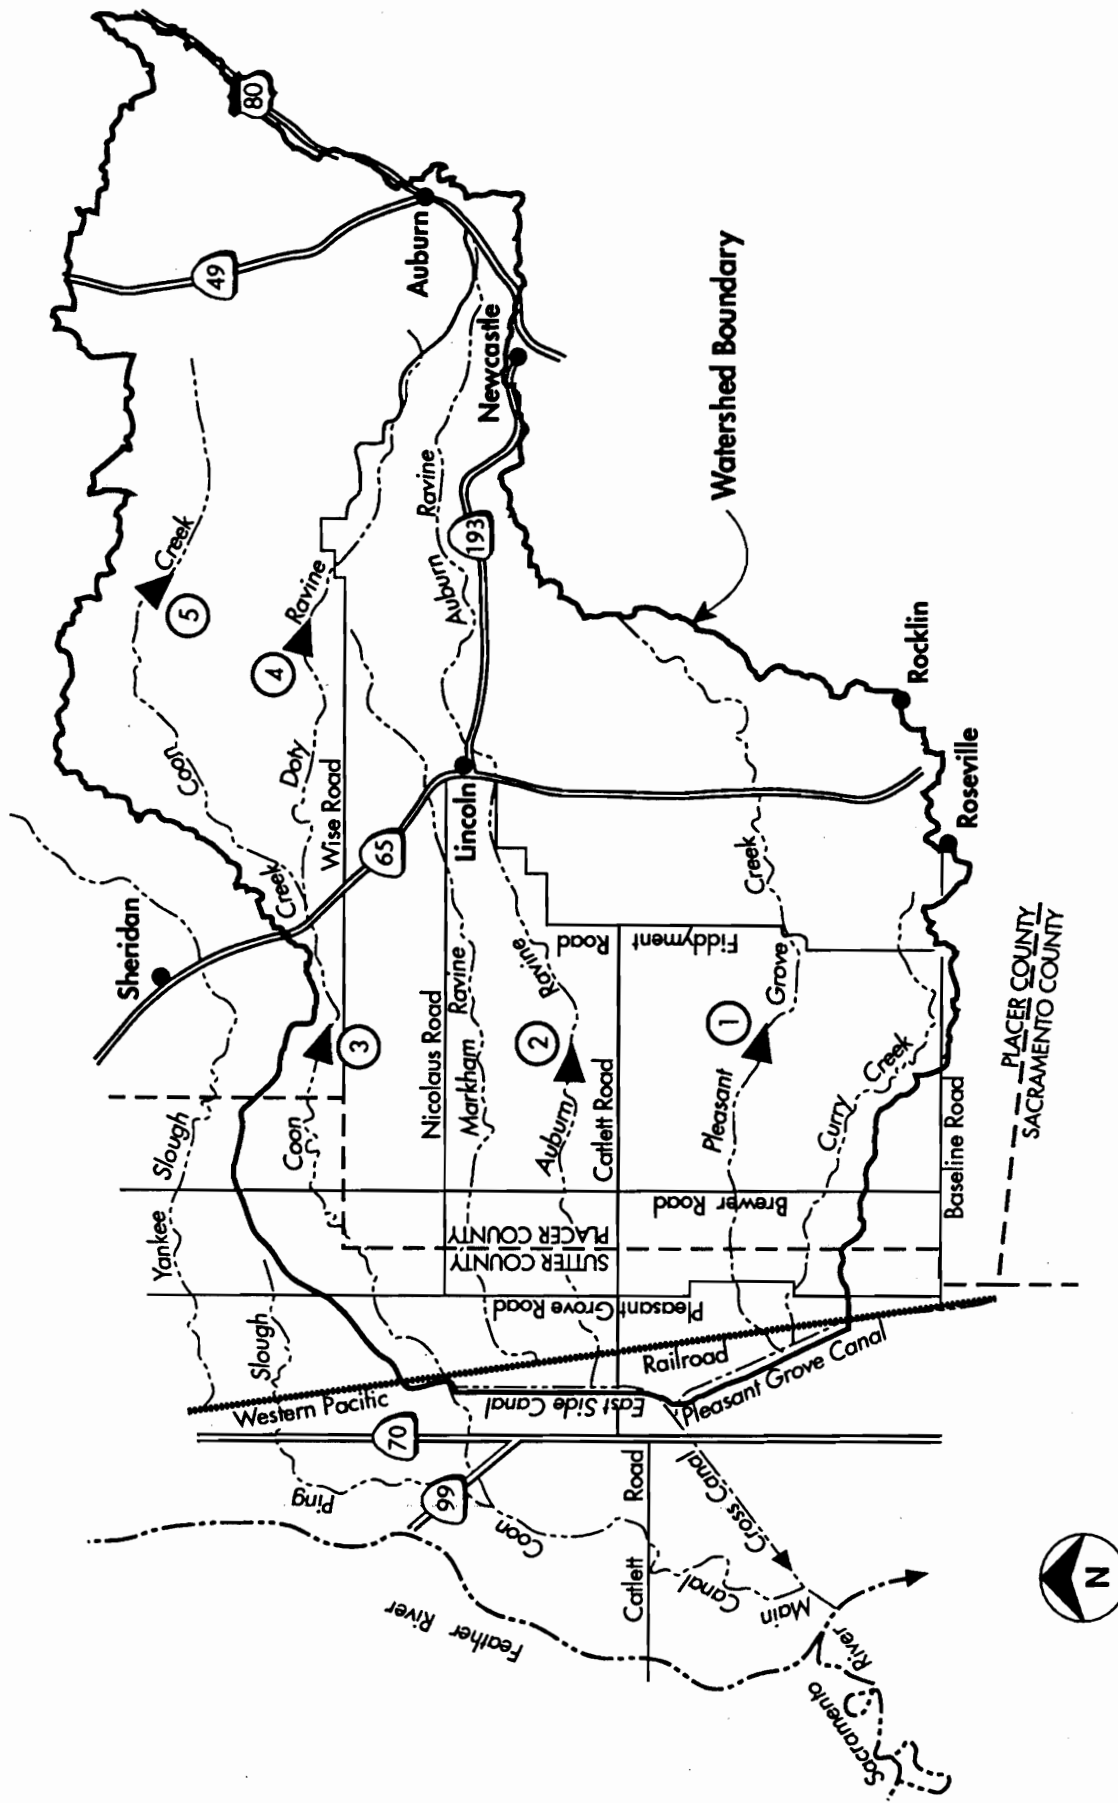 80
49
Auburn
Newcastle
193
Watershed Boundary
Auburn Ravine
5
Coon Creek
4
Doty Ravine
Wise Road
65
Lincoln
Rocklin
Roseville
Sheridan
Creek
Coon
3
Nicolaus Road
Markham Ravine
2
Auburn Ravine
Catlett Road
Fiddyment
Road
1
Pleasant Grove Creek
Curry Creek
Baseline Road
PLACER COUNTY
SACRAMENTO COUNTY
Yankee Slough
Brewer Road
PLACER COUNTY
SUTTER COUNTY
Pleasant Grove Road
Western Pacific Railroad
East Side Canal
Pleasant Grove Canal
70
99
Ping Slough
Coon
Catlett Road
Cross Canal
Main Canal
Feather River
Sacramento River
N